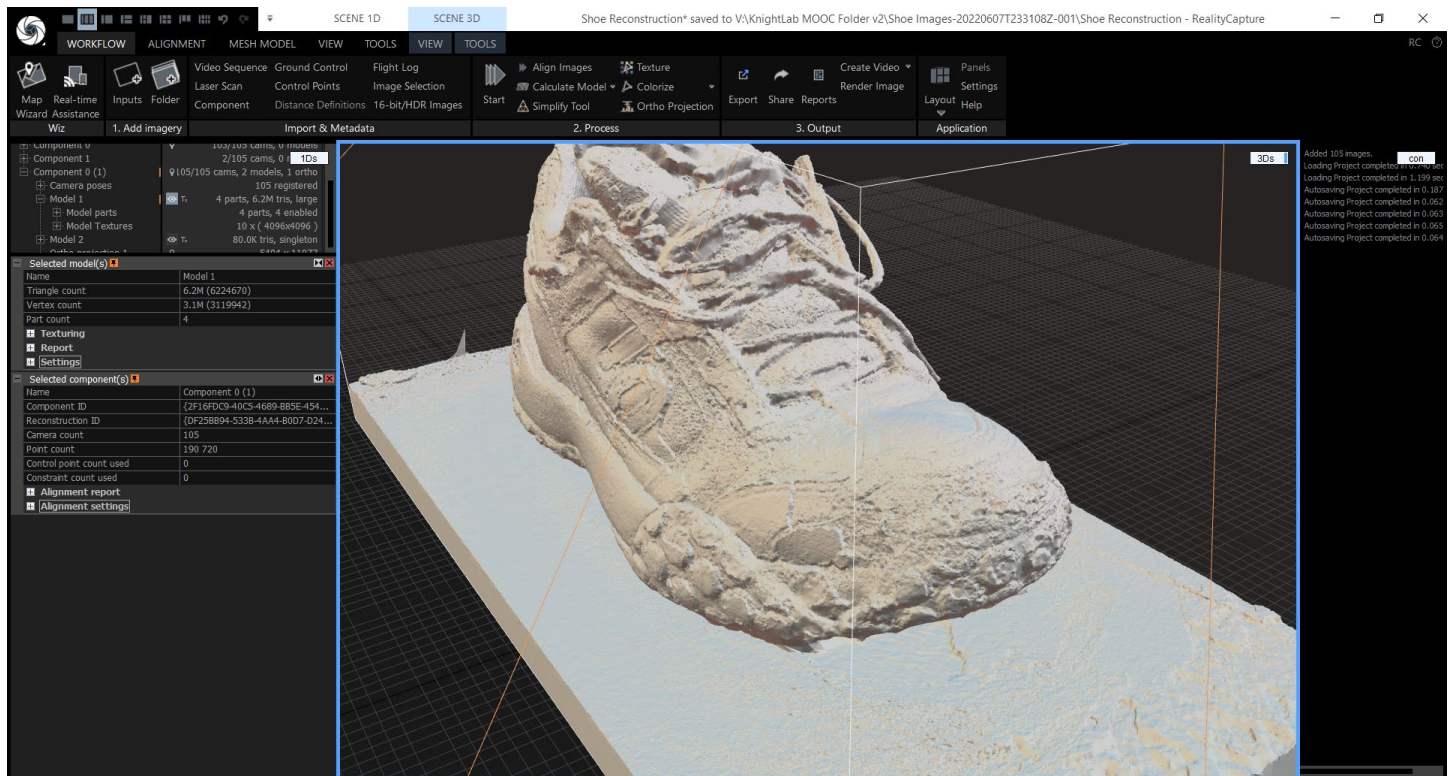 SCENE 1D SCENE 3D Shoe Reconstruction* saved to V:\KnightLab MOOC Folder v2\Shoe Images-20220607T233108Z-001\Shoe Reconstruction - RealityCapture
WORKFLOW ALIGNMENT MESH MODEL VIEW TOOLS VIEW TOOLS RC
Map Wizard
Real-time Assistance
Inputs Folder
Video Sequence Ground Control Flight Log
Laser Scan Control Points Image Selection
Component Distance Definitions 16-bit/HDR Images
Start
Align Images Texture
Calculate Model Colorize
Simplify Tool Ortho Projection
Export Share Reports
Create Video
Render Image
Layout
Panels
Settings
Help
Wiz 1. Add imagery Import & Metadata 2. Process 3. Output Application
Component 0 105/105 cams, 0 models
Component 1 2/105 cams, 0 1Ds
Component 0 (1) 105/105 cams, 2 models, 1 ortho
Camera poses 105 registered
Model 1 4 parts, 6.2M tris, large
Model parts 4 parts, 4 enabled
Model Textures 10 x ( 4096x4096 )
Model 2 80.0K tris, singleton
Ortho projection 1
Selected model(s)
Name Model 1
Triangle count 6.2M (6224670)
Vertex count 3.1M (3119942)
Part count 4
Texturing
Report
Settings
Selected component(s)
Name Component 0 (1)
Component ID {2F16FDC9-40C5-4689-BB5E-454...
Reconstruction ID {DF25BB94-533B-4AA4-B0D7-D24...
Camera count 105
Point count 190 720
Control point count used 0
Constraint count used 0
Alignment report
Alignment settings
3Ds
con
Added 105 images.
Loading Project completed in 0.740 sec
Loading Project completed in 1.199 sec
Autosaving Project completed in 0.187
Autosaving Project completed in 0.062
Autosaving Project completed in 0.063
Autosaving Project completed in 0.065
Autosaving Project completed in 0.064